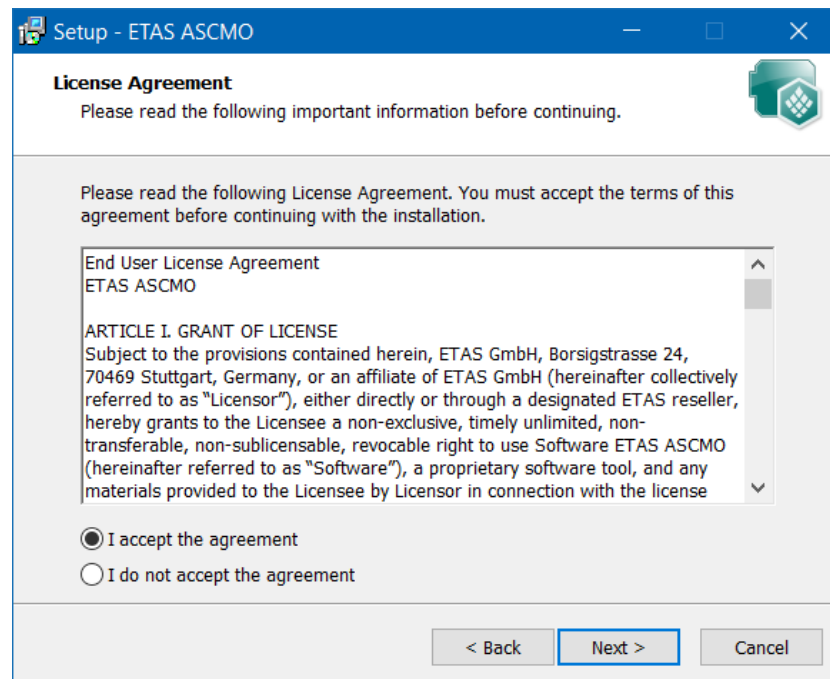 Setup - ETAS ASCMO
License Agreement
Please read the following important information before continuing.
Please read the following License Agreement. You must accept the terms of this
agreement before continuing with the installation.
End User License Agreement
ETAS ASCMO
ARTICLE I. GRANT OF LICENSE
Subject to the provisions contained herein, ETAS GmbH, Borsigstrasse 24,
70469 Stuttgart, Germany, or an affiliate of ETAS GmbH (hereinafter collectively
referred to as “Licensor”), either directly or through a designated ETAS reseller,
hereby grants to the Licensee a non-exclusive, timely unlimited, non-
transferable, non-sublicensable, revocable right to use Software ETAS ASCMO
(hereinafter referred to as “Software”), a proprietary software tool, and any
materials provided to the Licensee by Licensor in connection with the license
I accept the agreement
I do not accept the agreement
< Back Next > Cancel